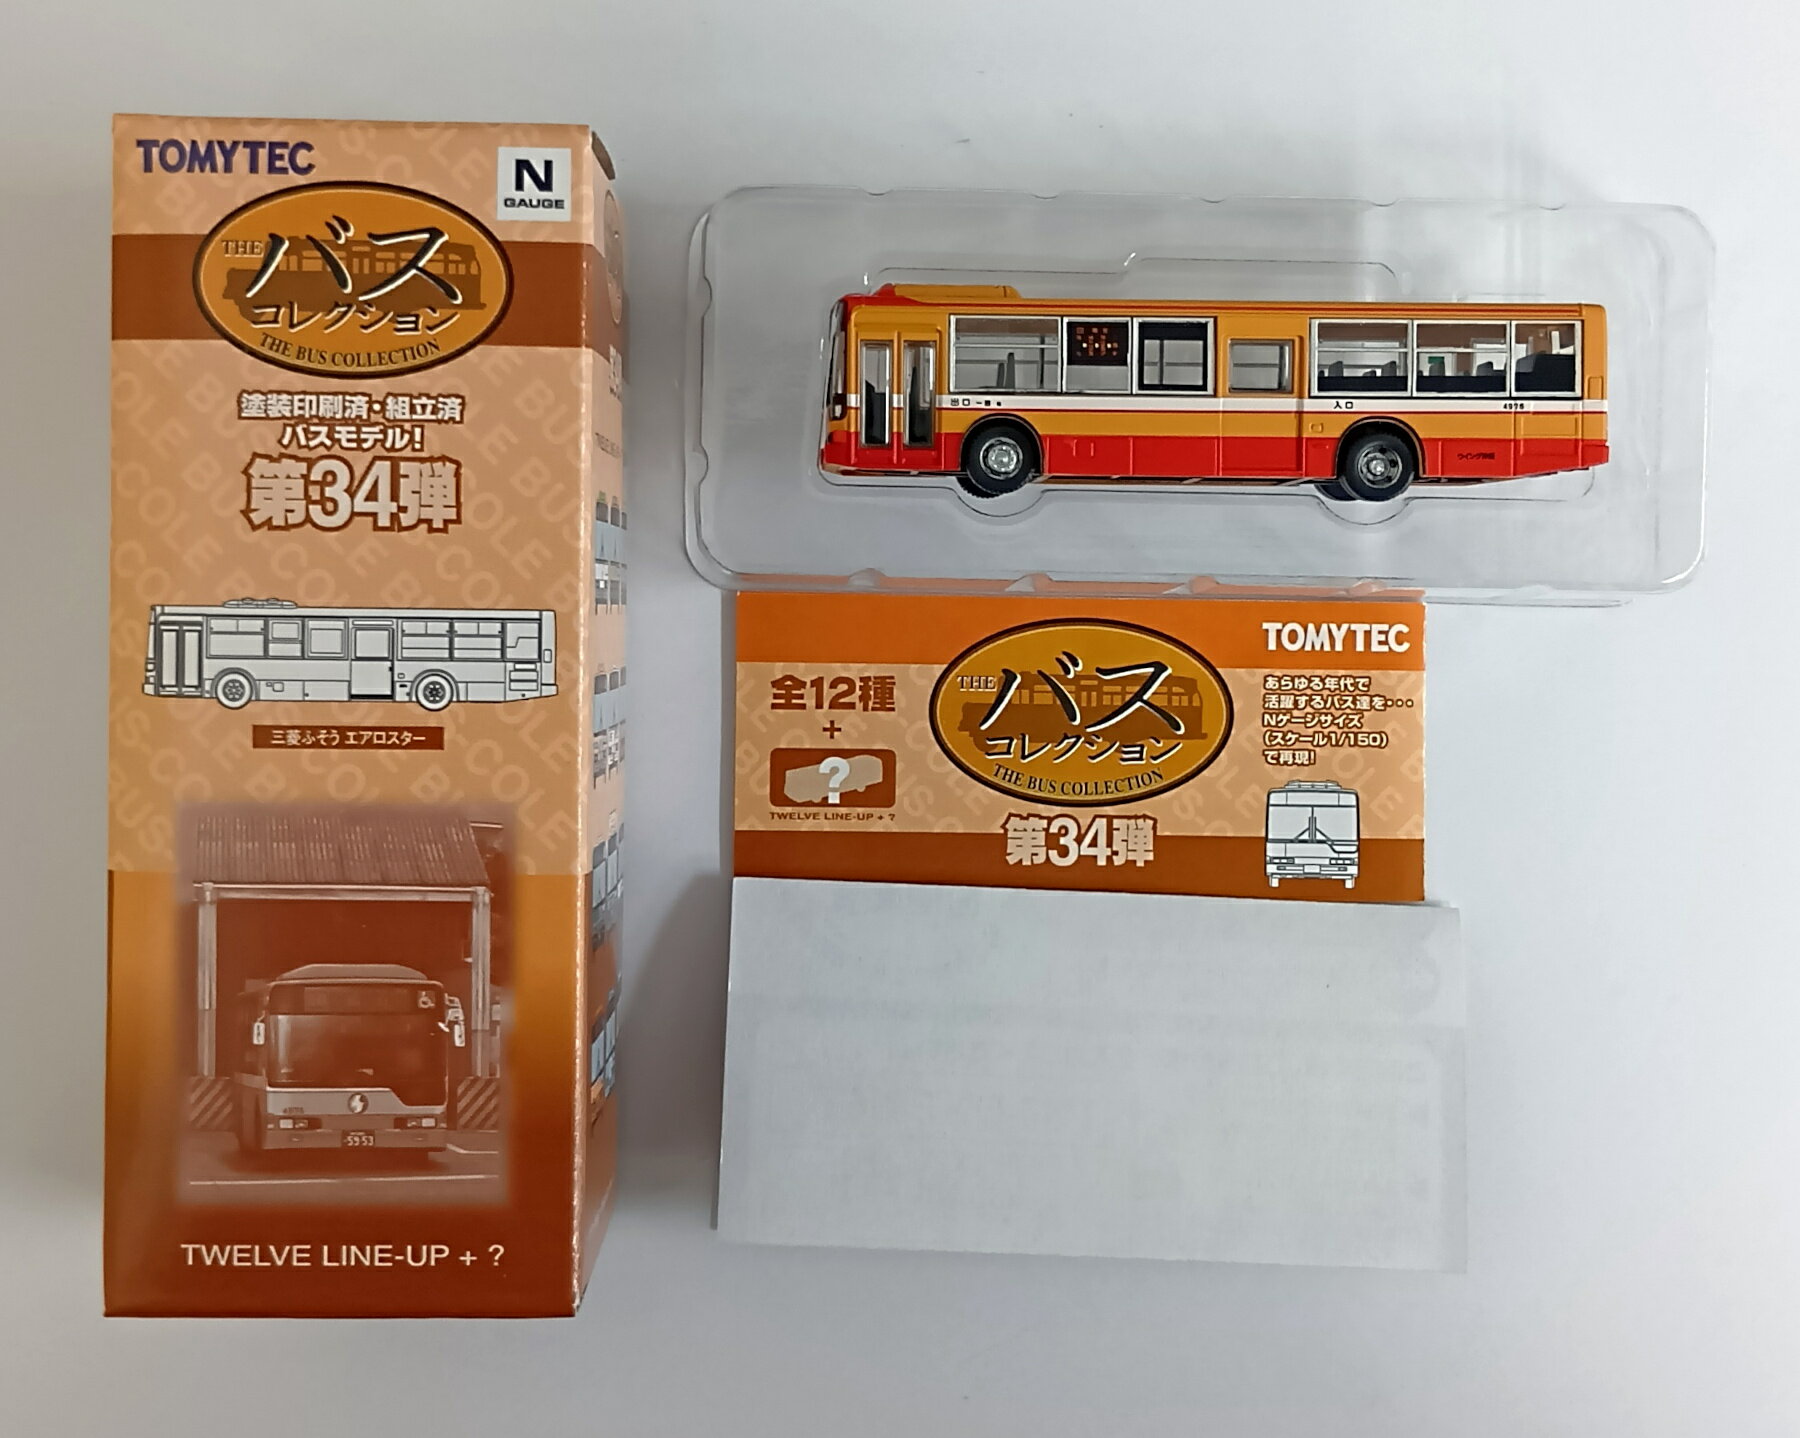 TOMYTEC
N
GAUGE
THE バス
コレクション
THE BUS COLLECTION
塗装印刷済・組立済
バスモデル!
第34弾
三菱ふそう エアロスター
-5953
TWELVE LINE-UP + ?
出口
入口
4976
TOMYTEC
全12種
+
?
TWELVE LINE-UP + ?
THE バス
コレクション
THE BUS COLLECTION
第34弾
あらゆる年代で
活躍するバス達を・・・
Nゲージサイズ
(スケール1/150)
で再現!